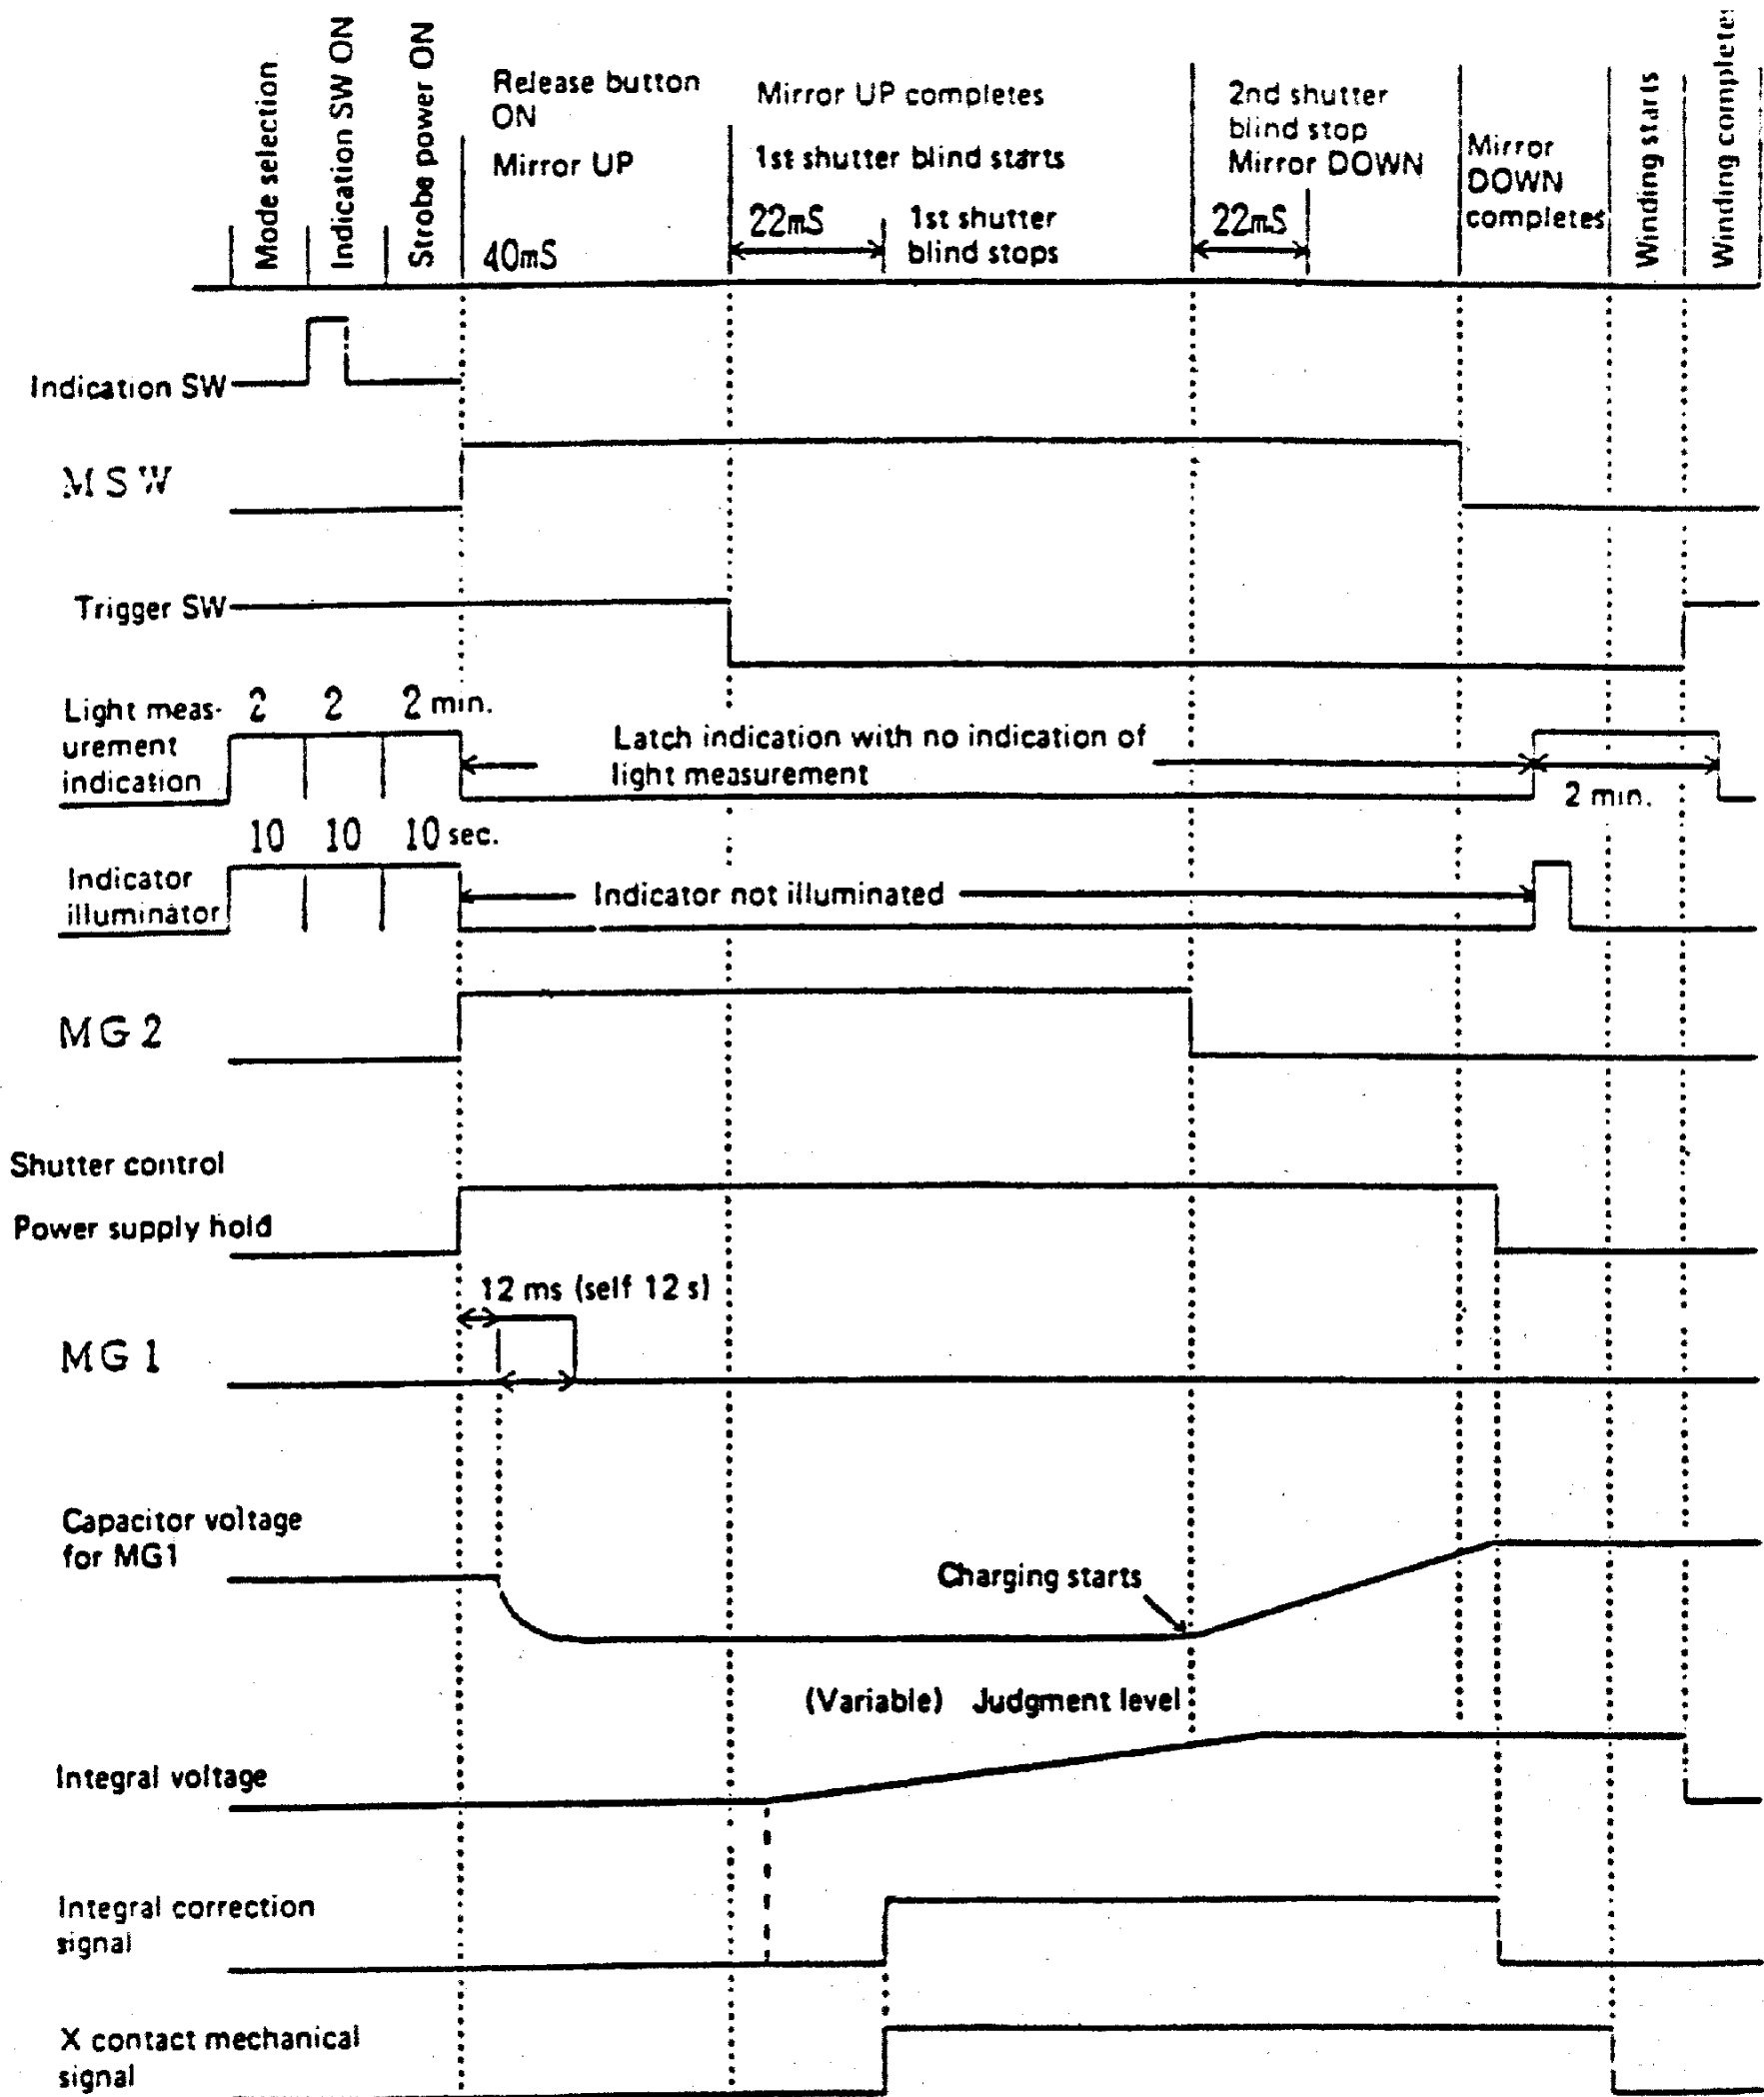 Mode selection
Indication SW ON
Strobe power ON
Release button
ON
Mirror UP
40mS
Mirror UP completes
1st shutter blind starts
22mS
1st shutter
blind stops
2nd shutter
blind stop
Mirror DOWN
22mS
Mirror
DOWN
completes
Winding starts
Winding completes
Indication SW
MSW
Trigger SW
Light meas-
urement
indication
2 2 2 min.
Latch indication with no indication of
light measurement
2 min.
10 10 10 sec.
Indicator
illuminator
Indicator not illuminated
MG2
Shutter control
Power supply hold
12 ms (self 12 s)
MG1
Capacitor voltage
for MG1
Charging starts
(Variable) Judgment level
Integral voltage
Integral correction
signal
X contact mechanical
signal